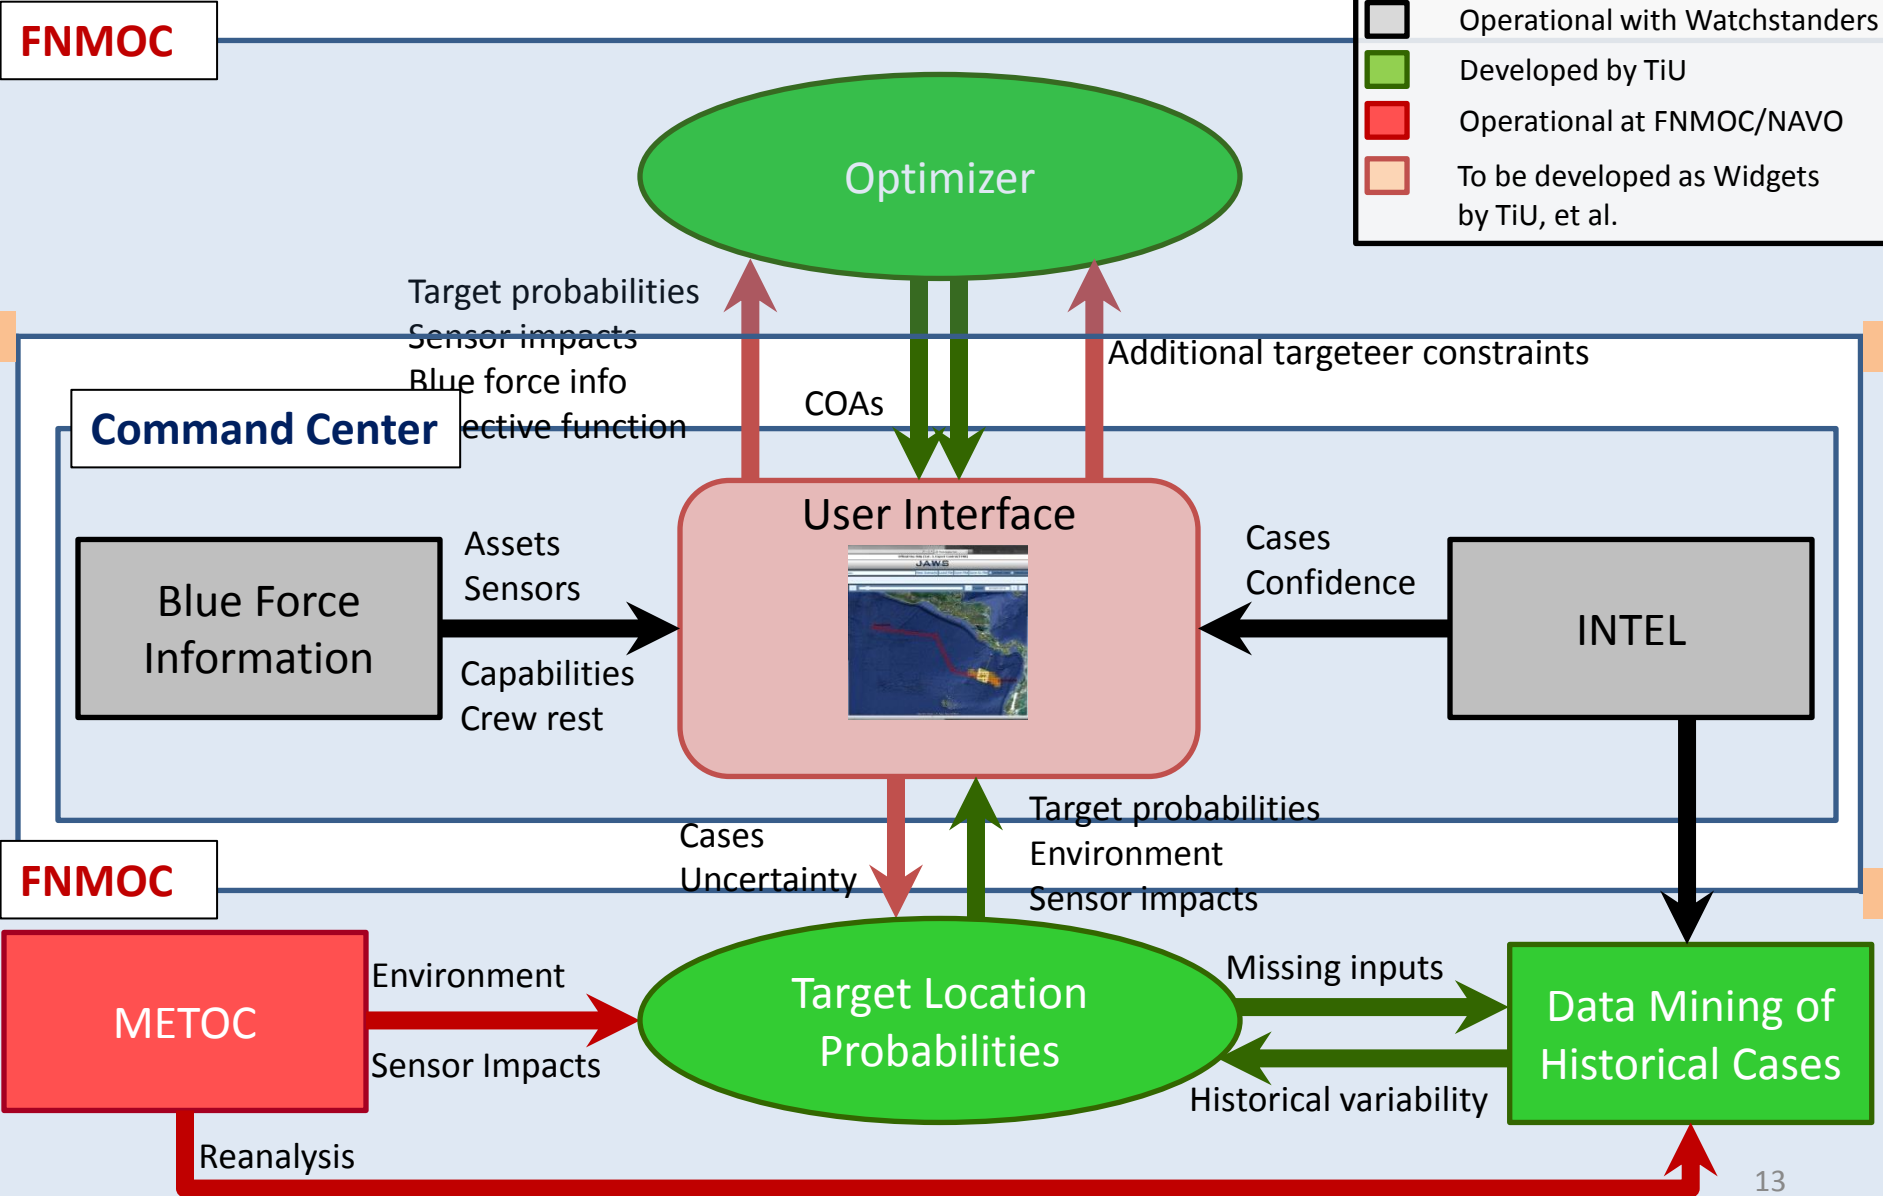 FNMOC
Operational with Watchstanders
Developed by TiU
Operational at FNMOC/NAVO
To be developed as Widgets
by TiU, et al.
Optimizer
Target probabilities
Sensor impacts
Blue force info
ective function
COAs
Additional targeteer constraints
Command Center
User Interface
JAWS
Blue Force
Information
Assets
Sensors
Capabilities
Crew rest
Cases
Confidence
INTEL
Cases
Uncertainty
Target probabilities
Environment
Sensor impacts
FNMOC
METOC
Environment
Sensor Impacts
Target Location
Probabilities
Missing inputs
Historical variability
Data Mining of
Historical Cases
Reanalysis
13